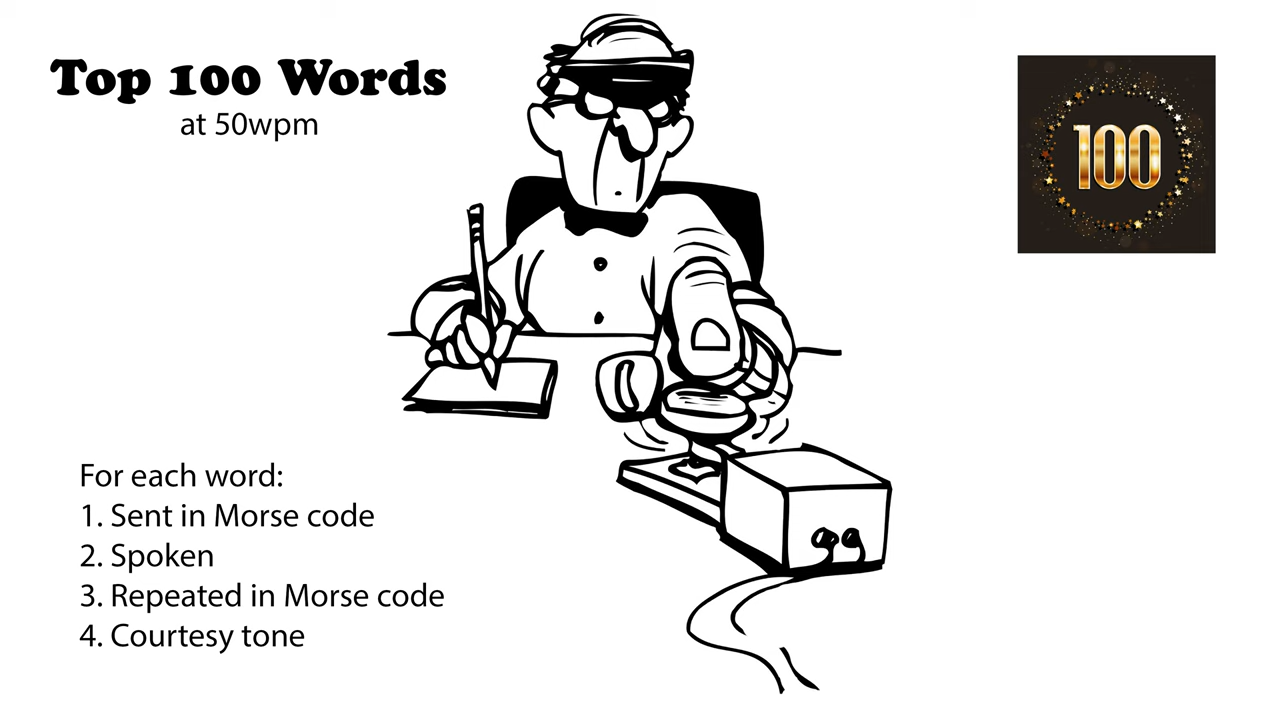 Top 100 Words
at 50wpm
100
For each word:
1. Sent in Morse code
2. Spoken
3. Repeated in Morse code
4. Courtesy tone